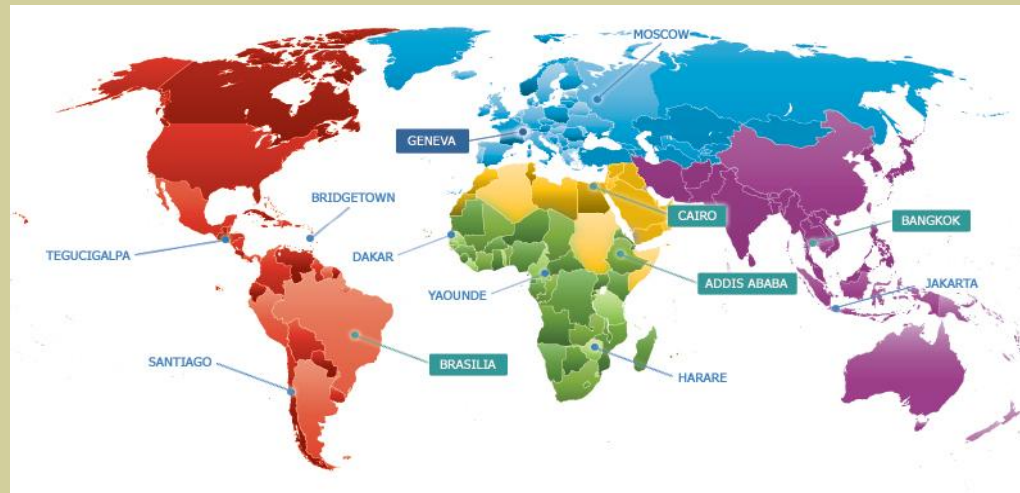 MOSCOW
GENEVA
BRIDGETOWN
CAIRO
BANGKOK
TEGUCIGALPA
DAKAR
ADDIS ABABA
JAKARTA
YAOUNDE
SANTIAGO
BRASILIA
HARARE